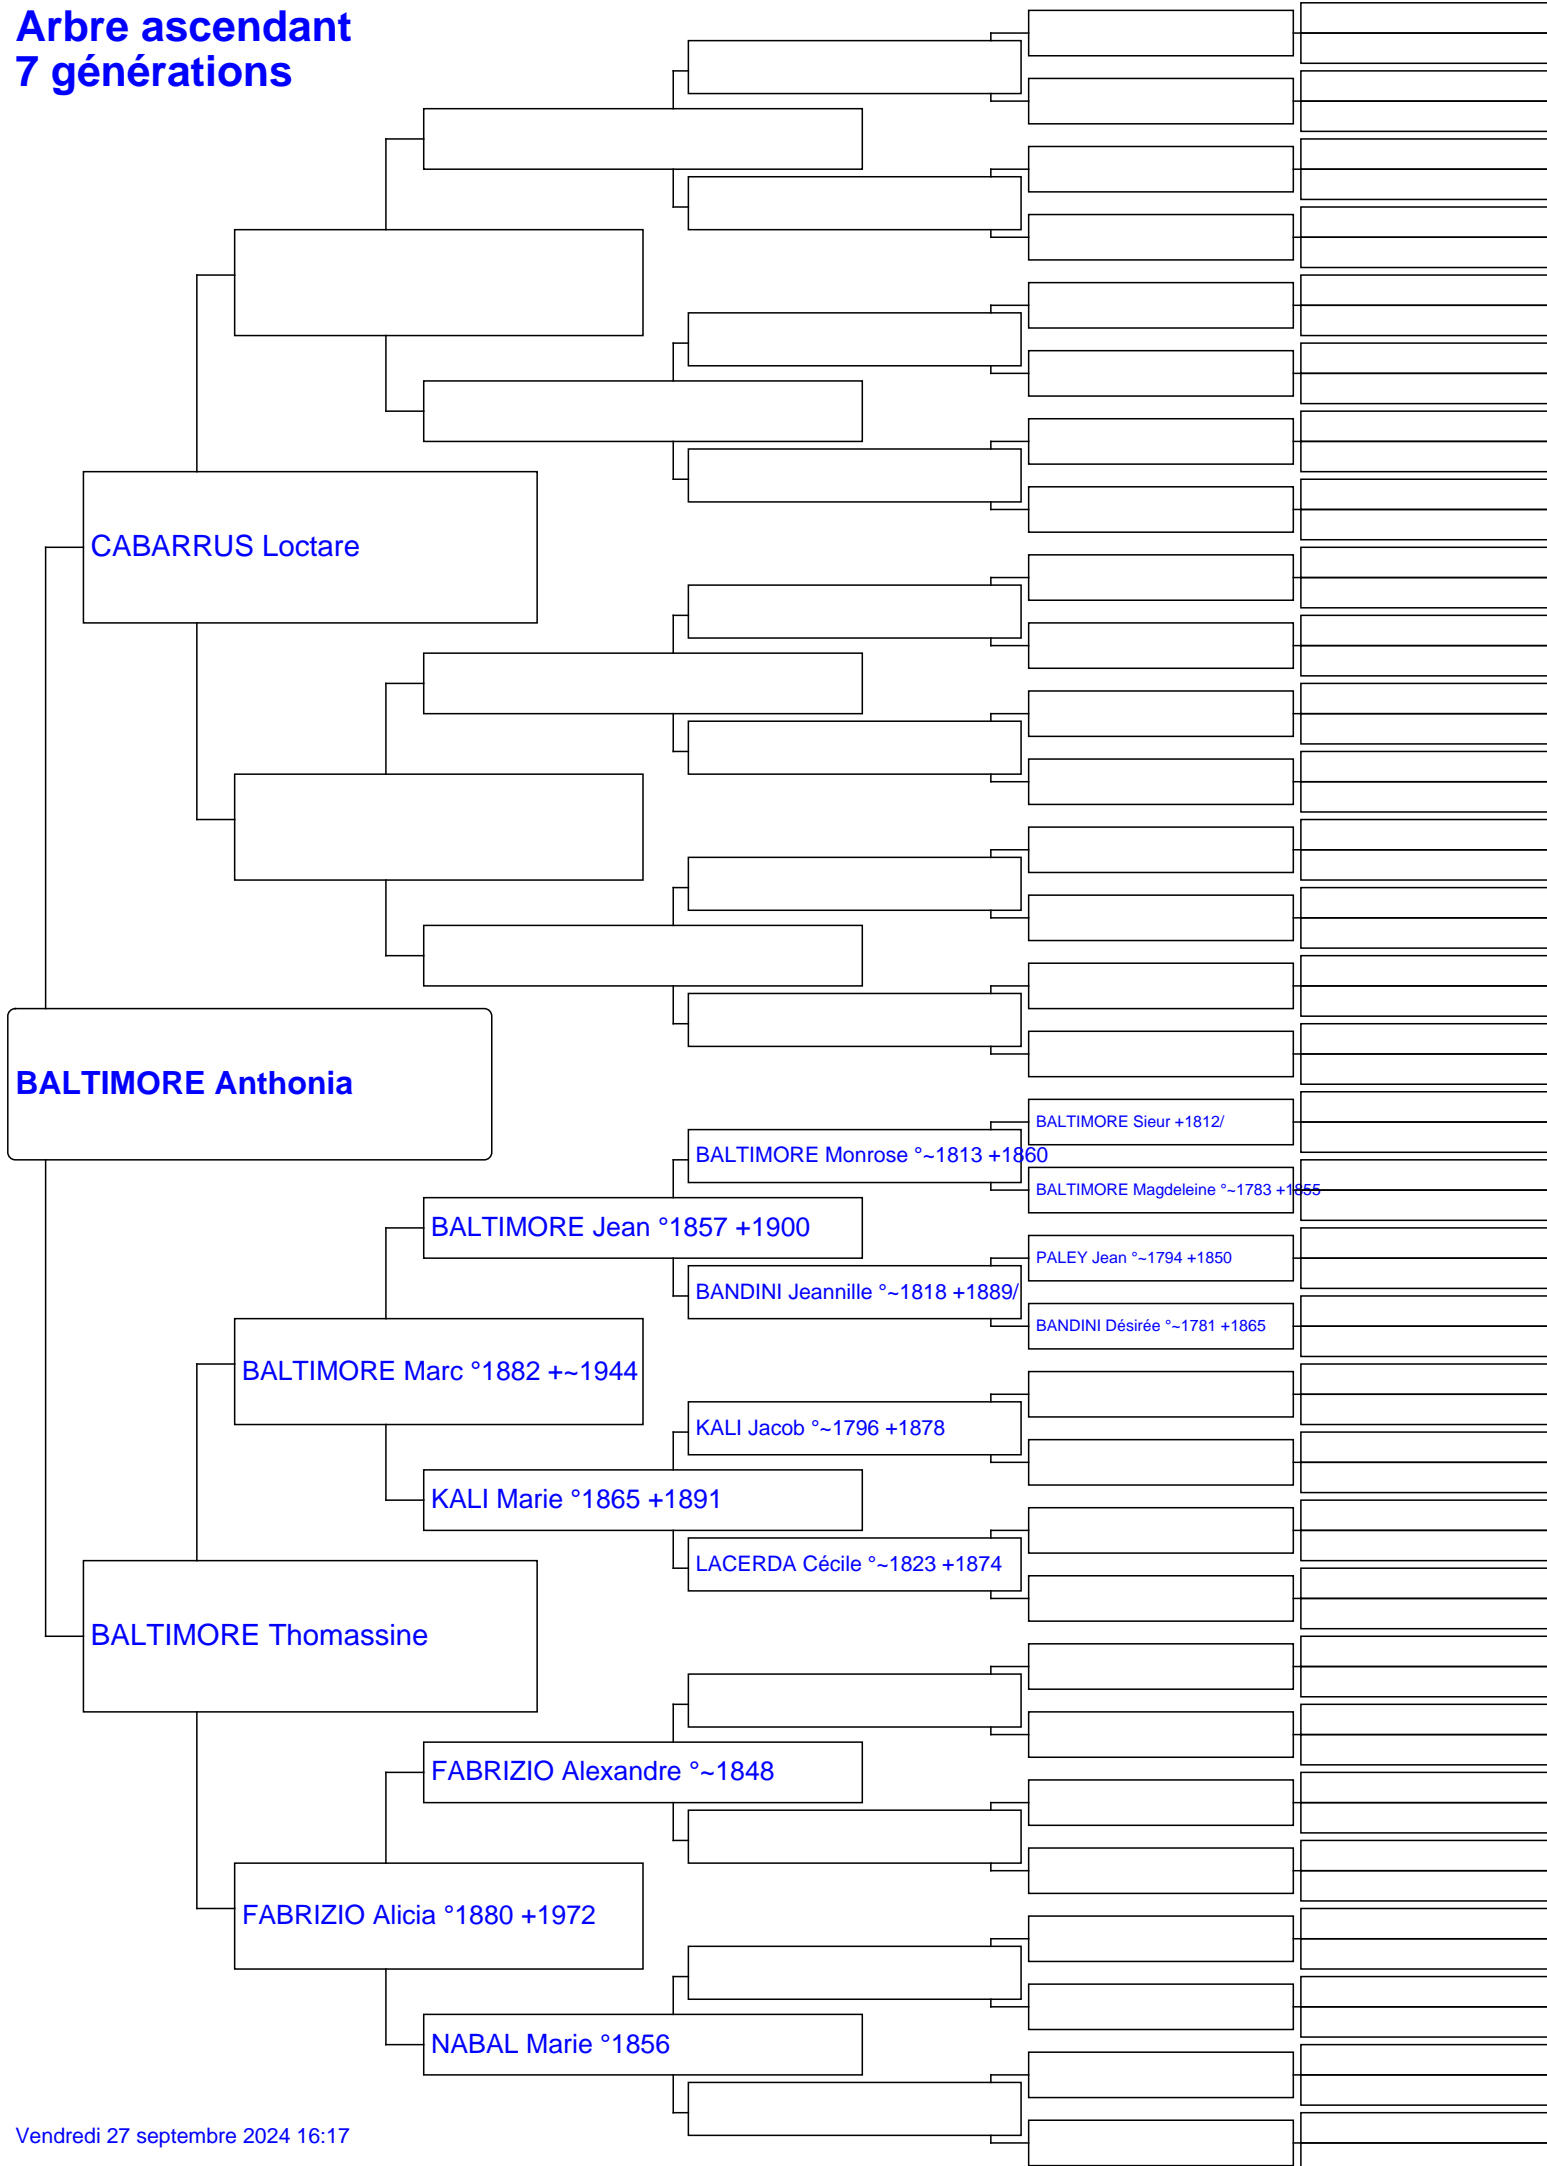 Arbre ascendant
7 générations
CABARRUS Loctare
BALTIMORE Anthonia
BALTIMORE Sieur +1812/
BALTIMORE Monrose °~1813 +1860
BALTIMORE Magdeleine °~1783 +1855
BALTIMORE Jean °1857 +1900
PALEY Jean °~1794 +1850
BANDINI Jeannille °~1818 +1889/
BANDINI Désirée °~1781 +1865
BALTIMORE Marc °1882 +~1944
KALI Jacob °~1796 +1878
KALI Marie °1865 +1891
LACERDA Cécile °~1823 +1874
BALTIMORE Thomassine
FABRIZIO Alexandre °~1848
FABRIZIO Alicia °1880 +1972
NABAL Marie °1856
Vendredi 27 septembre 2024 16:17